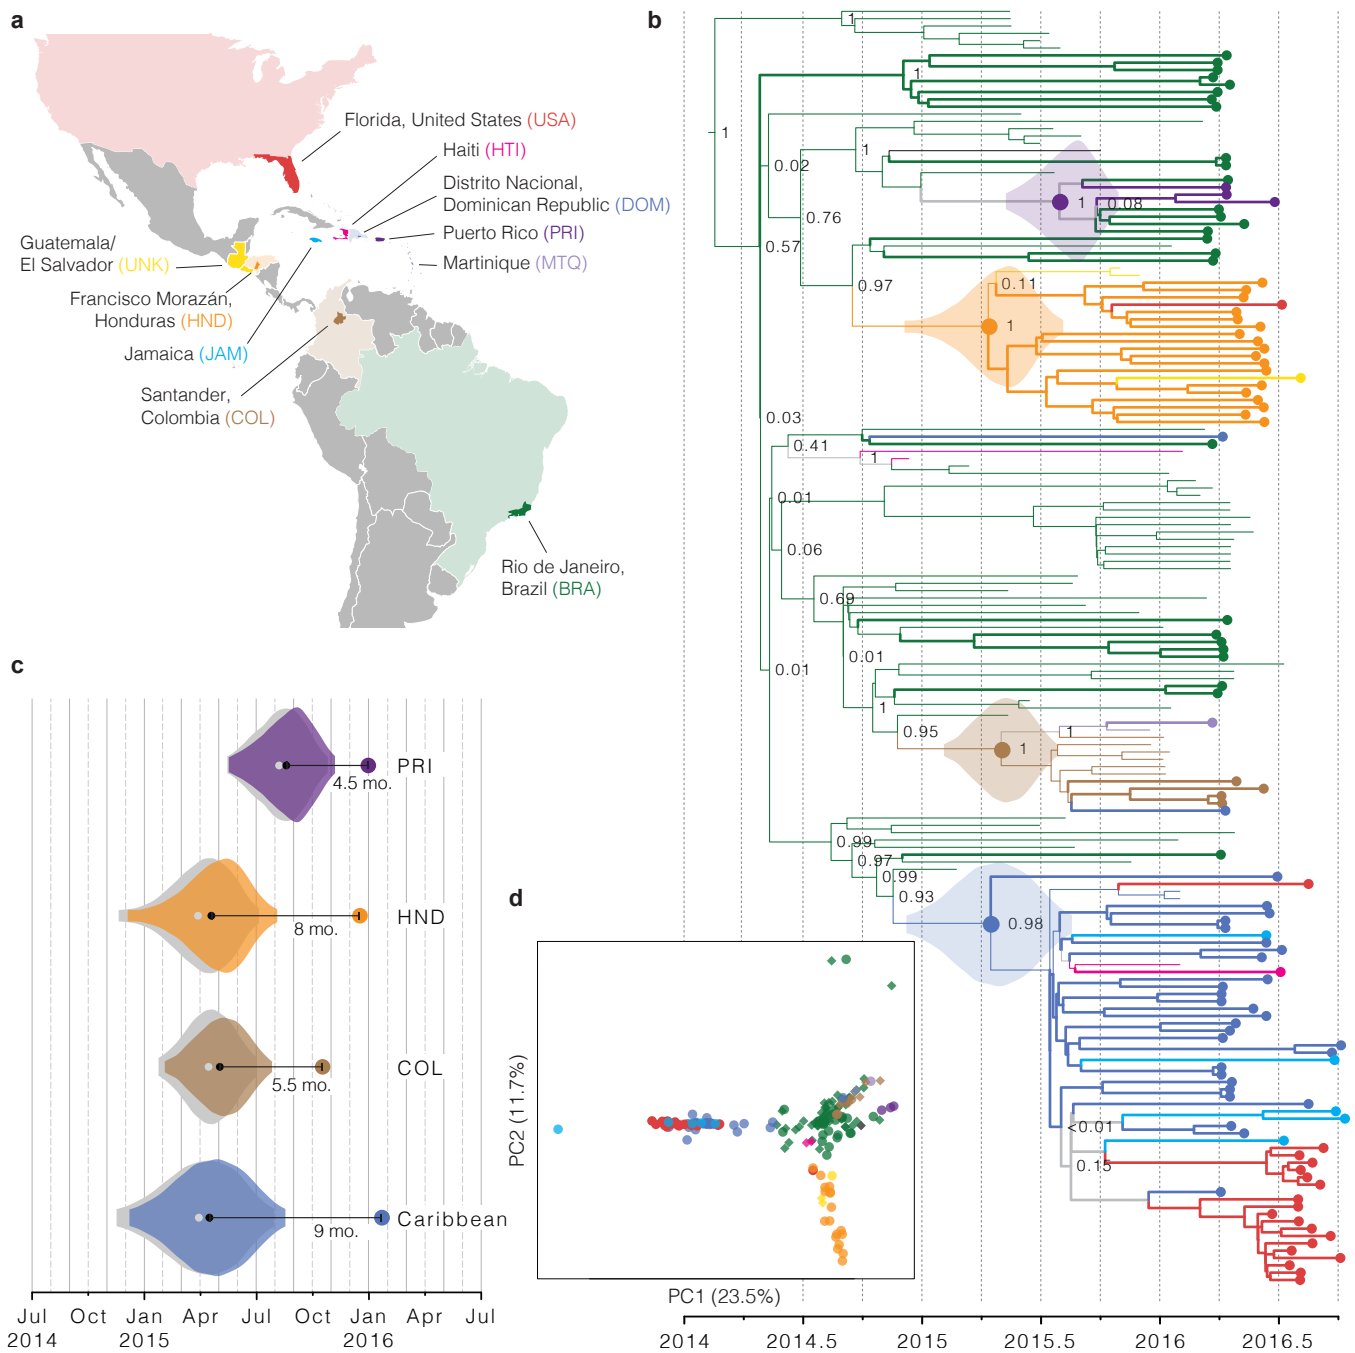 a
Florida, United States (USA)
Haiti (HTI)
Distrito Nacional,
Dominican Republic (DOM)
Puerto Rico (PRI)
Martinique (MTQ)
Guatemala/
El Salvador (UNK)
Francisco Morazán,
Honduras (HND)
Jamaica (JAM)
Santander,
Colombia (COL)
Rio de Janeiro,
Brazil (BRA)
b
1
1
1
0.02
1
1
0.08
0.76
0.57
0.97
0.11
1
0.03
0.41
1
0.01
0.06
0.69
0.01
0.01
1
0.95
1
1
0.99
0.97
0.99
0.93
0.98
<0.01
0.15
2014
2014.5
2015
2015.5
2016
2016.5
c
PRI
4.5 mo.
HND
8 mo.
COL
5.5 mo.
Caribbean
9 mo.
Jul Oct Jan Apr Jul Oct Jan Apr Jul
2014 2015 2016
d
PC2 (11.7%)
PC1 (23.5%)